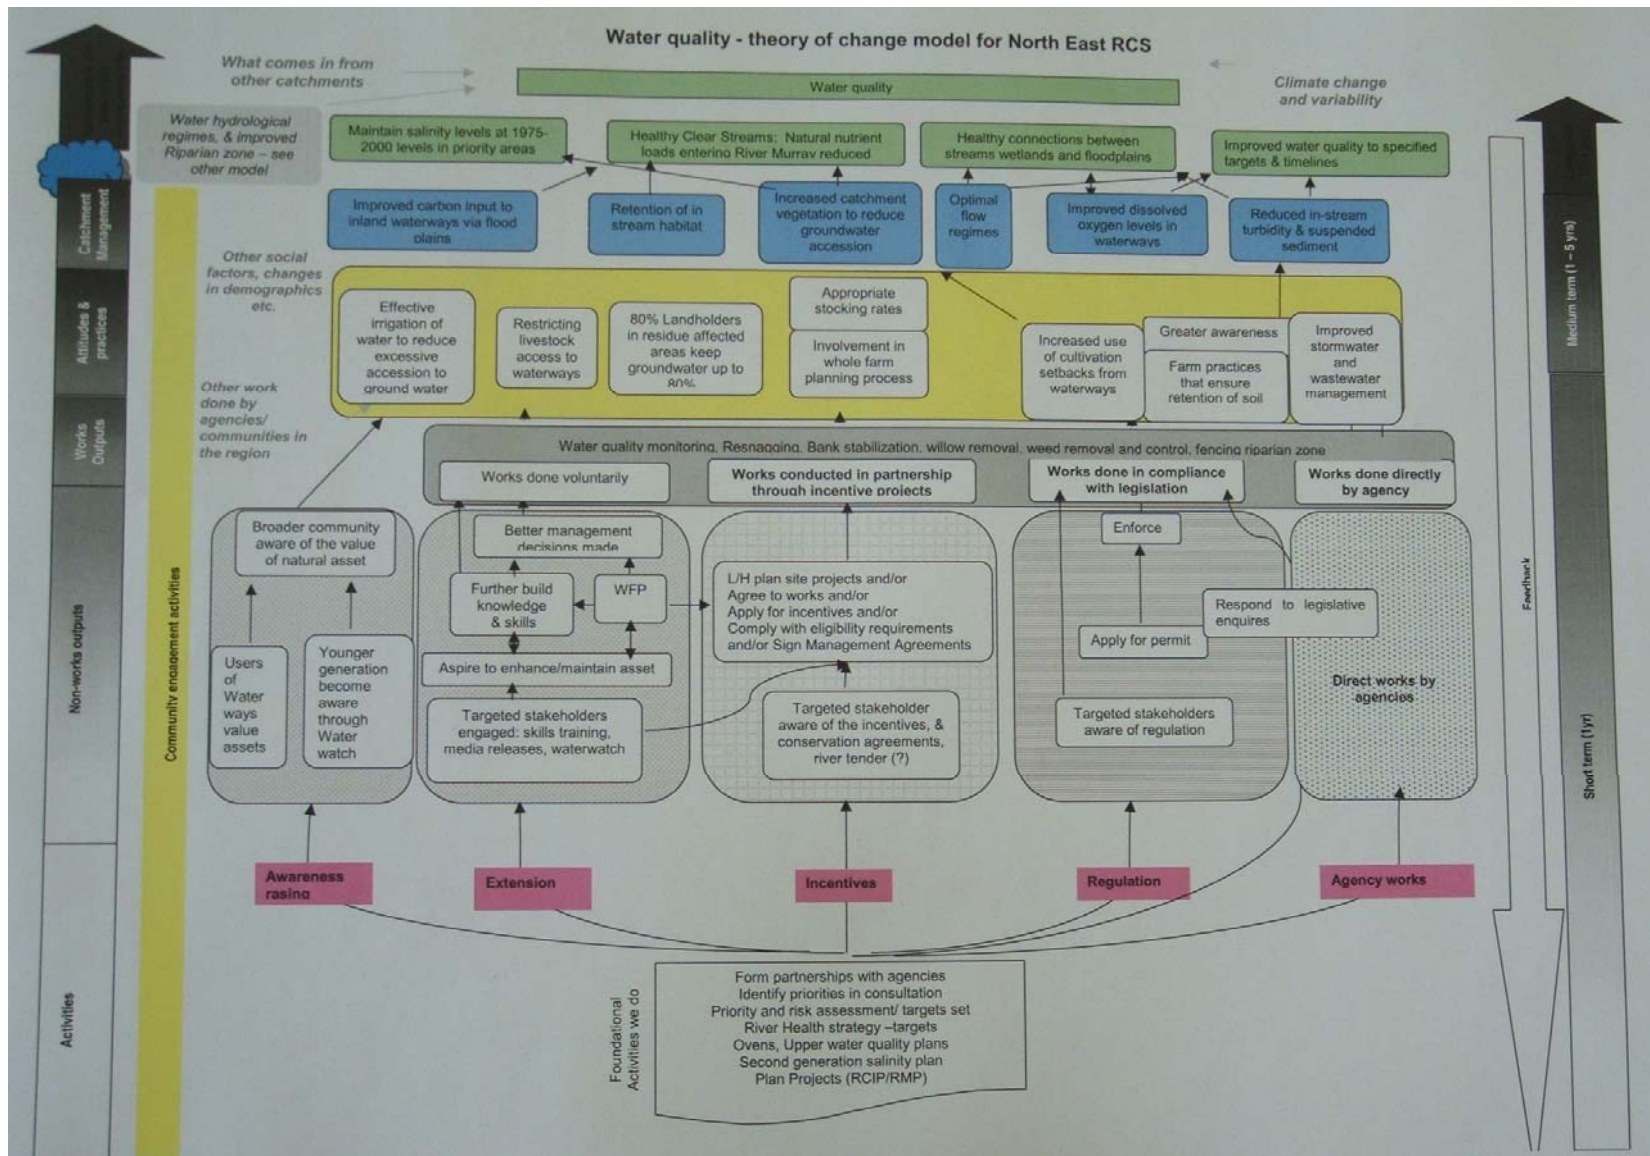 Water quality - theory of change model for North East RCS
What comes in from
other catchments
Water quality
Climate change
and variability
Water hydrological
regimes, & improved
Riparian zone – see
other model
Maintain salinity levels at 1975-
2000 levels in priority areas
Healthy Clear Streams: Natural nutrient
loads entering River Murray reduced
Healthy connections between
streams wetlands and floodplains
Improved water quality to specified
targets & timelines
Improved carbon input to
inland waterways via flood
plains
Retention of in
stream habitat
Increased catchment
vegetation to reduce
groundwater
accession
Optimal
flow
regimes
Improved dissolved
oxygen levels in
waterways
Reduced in-stream
turbidity & suspended
sediment
Catchment
Management
Other social
factors, changes
in demographics
etc.
Attitudes &
practices
Effective
irrigation of
water to reduce
excessive
accession to
ground water
Restricting
livestock
access to
waterways
80% Landholders
in residue affected
areas keep
groundwater up to
80%
Appropriate
stocking rates
Involvement in
whole farm
planning process
Increased use
of cultivation
setbacks from
waterways
Greater awareness
Farm practices
that ensure
retention of soil
Improved
stormwater
and
wastewater
management
Medium term (1 – 5 yrs)
Other work
done by
agencies/
communities in
the region
Works
Outputs
Water quality monitoring, Resnagging, Bank stabilization, willow removal, weed removal and control, fencing riparian zone
Works done voluntarily
Works conducted in partnership
through incentive projects
Works done in compliance
with legislation
Works done directly
by agency
Non-works outputs
Community engagement activities
Broader community
aware of the value
of natural asset
Users
of
Water
ways
value
assets
Younger
generation
become
aware
through
Water
watch
Better management
decisions made
Further build
knowledge
& skills
WFP
Aspire to enhance/maintain asset
Targeted stakeholders
engaged: skills training,
media releases, waterwatch
L/H plan site projects and/or
Agree to works and/or
Apply for incentives and/or
Comply with eligibility requirements
and/or Sign Management Agreements
Targeted stakeholder
aware of the incentives, &
conservation agreements,
river tender (?)
Enforce
Apply for permit
Respond to legislative
enquires
Targeted stakeholders
aware of regulation
Direct works by
agencies
Feedback
Short term (1yr)
Awareness
rasing
Extension
Incentives
Regulation
Agency works
Activities
Foundational
Activities we do
Form partnerships with agencies
Identify priorities in consultation
Priority and risk assessment/ targets set
River Health strategy –targets
Ovens, Upper water quality plans
Second generation salinity plan
Plan Projects (RCIP/RMP)